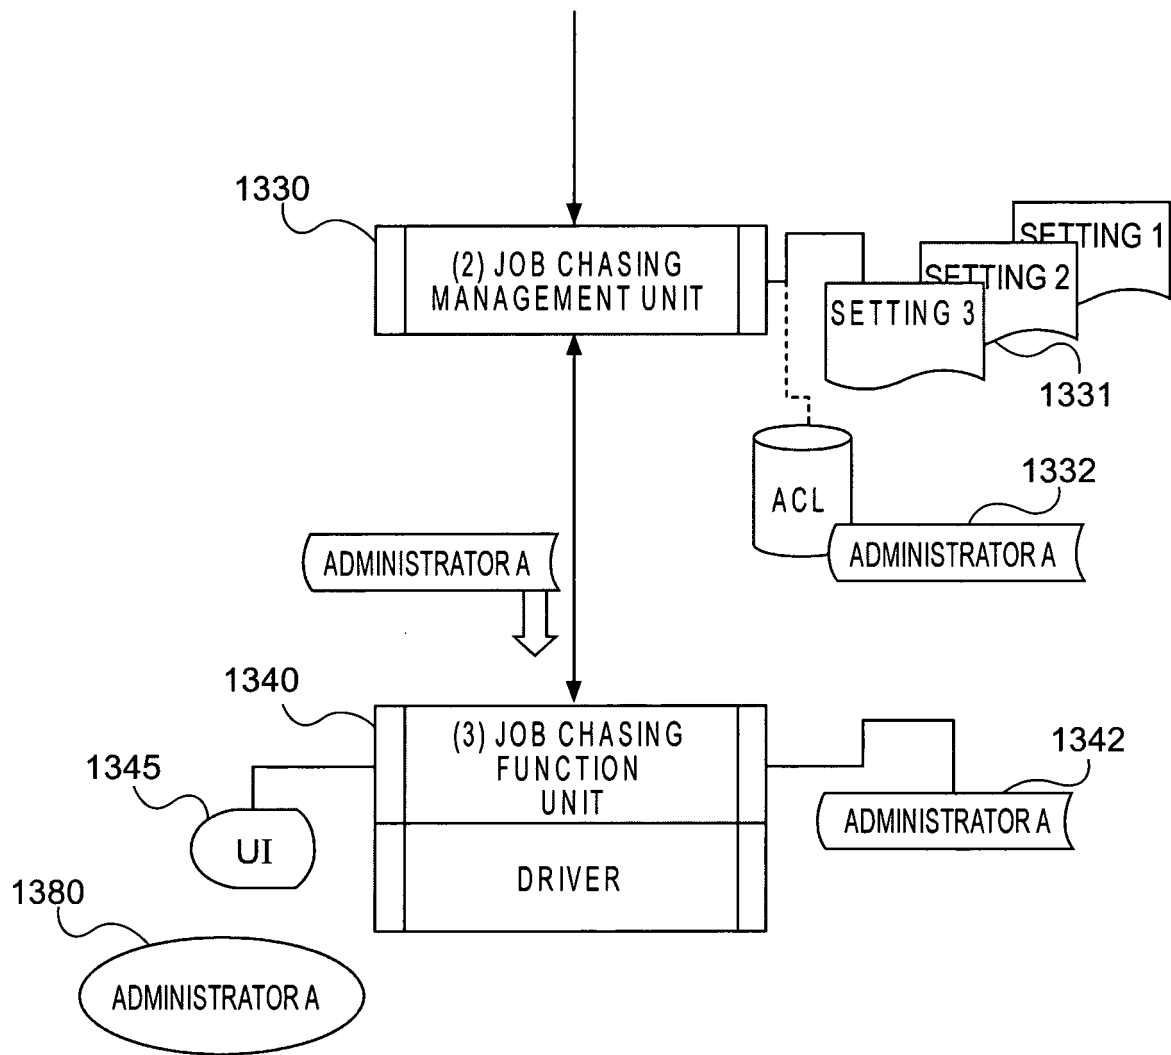 1330
(2) JOB CHASING
MANAGEMENT UNIT
SETTING 1
SETTING 2
SETTING 3
1331
ACL
1332
ADMINISTRATOR A
ADMINISTRATOR A
1340
(3) JOB CHASING
FUNCTION
UNIT
1345
UI
DRIVER
1342
ADMINISTRATOR A
1380
ADMINISTRATOR A